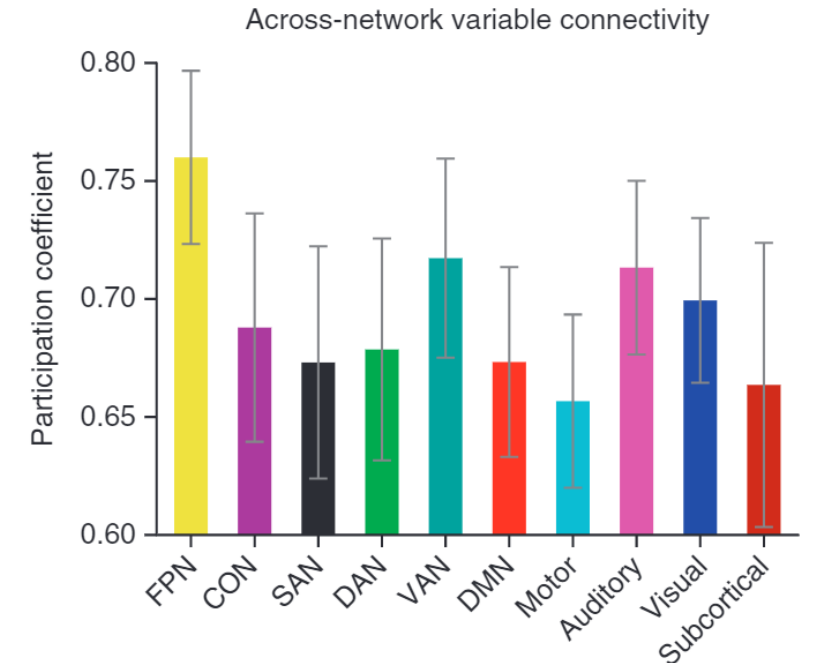 Across-network variable connectivity
Participation coefficient
0.80
0.75
0.70
0.65
0.60
FPN
CON
SAN
DAN
VAN
DMN
Motor
Auditory
Visual
Subcortical